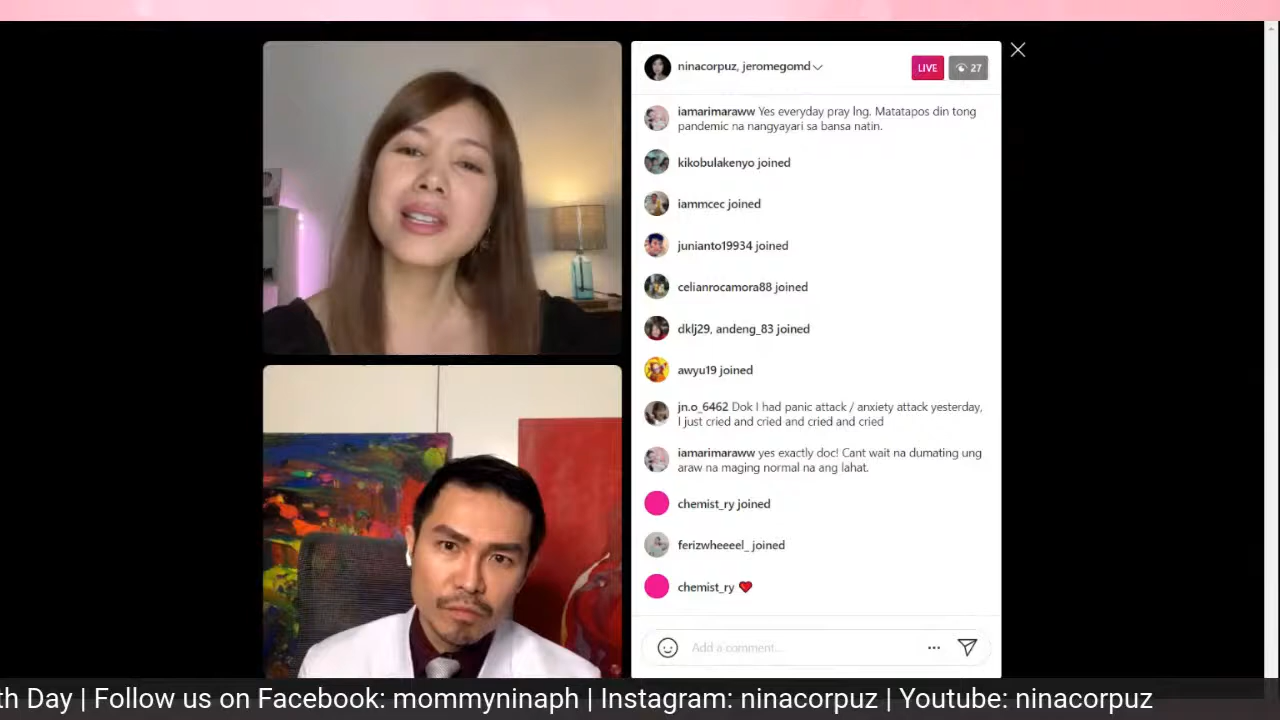 ninacorpuz, jeromegomd
LIVE
27
iamarimaraww Yes everyday pray lng. Matatapos din tong
pandemic na nangyayari sa bansa natin.
kikobulakenyo joined
iammcec joined
junianto19934 joined
celianrocamora88 joined
dklj29, andeng_83 joined
awyu19 joined
jn.o_6462 Dok I had panic attack / anxiety attack yesterday,
I just cried and cried and cried and cried
iamarimaraww yes exactly doc! Cant wait na dumating ung
araw na maging normal na ang lahat.
chemist_ry joined
ferizwheeeel_ joined
chemist_ry ❤️
Add a comment...
th Day | Follow us on Facebook: mommyninaph | Instagram: ninacorpuz | Youtube: ninacorpuz